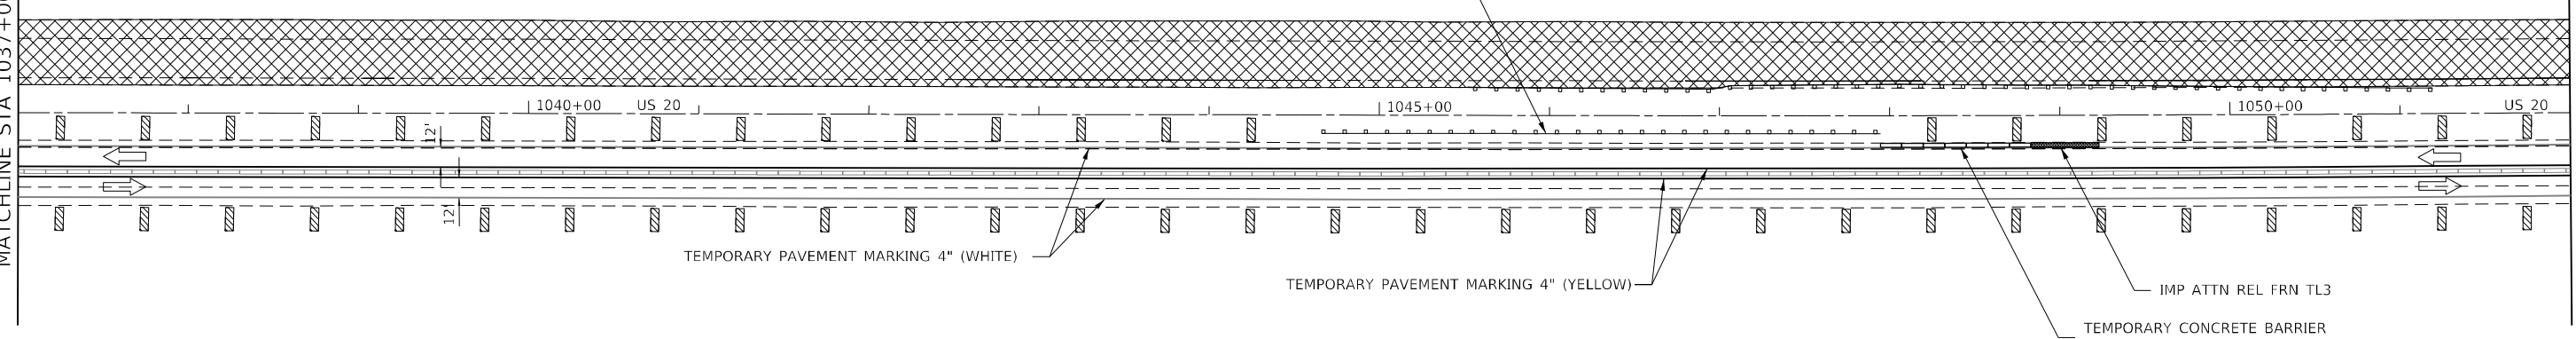 MATCHLINE STA 1037+00
1040+00 US 20
1045+00
1050+00
US 20
12'
12'
TEMPORARY PAVEMENT MARKING 4" (WHITE)
TEMPORARY PAVEMENT MARKING 4" (YELLOW)
IMP ATTN REL FRN TL3
TEMPORARY CONCRETE BARRIER